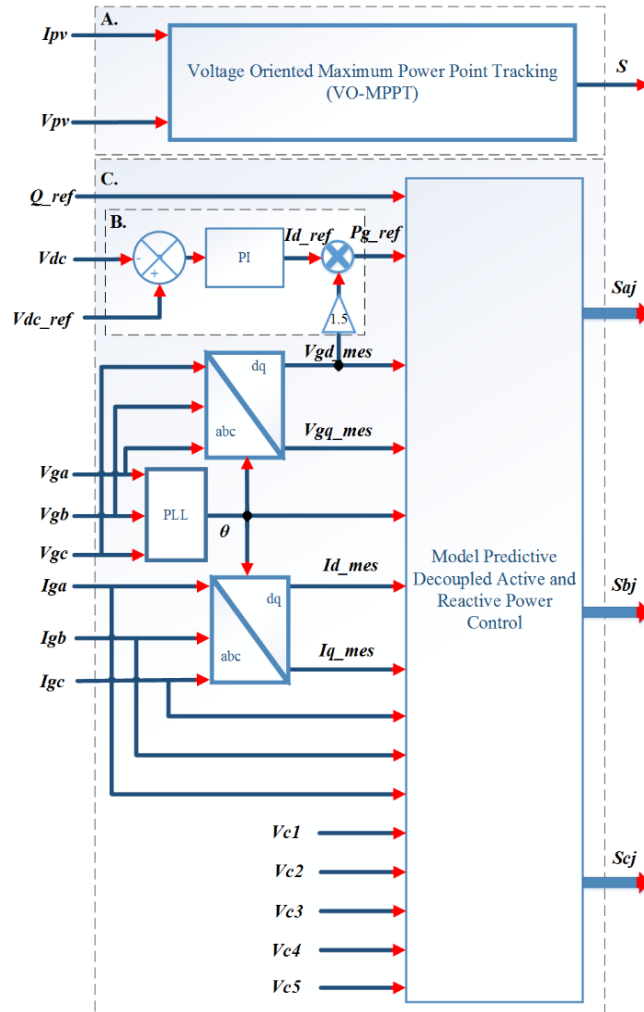 A.
Ipv
Voltage Oriented Maximum Power Point Tracking
(VO-MPPT)
S
Vpv
C.
Q_ref
B.
Id_ref
Pg_ref
Vdc
-
+
PI
Vdc_ref
1.5
Saj
Vgd_mes
dq
abc
Vgq_mes
Vga
Vgb
PLL
θ
Vgc
Model Predictive
Decoupled Active and
Reactive Power
Control
Iga
Id_mes
dq
abc
Igb
Iq_mes
Igc
Sbj
Vc1
Vc2
Vc3
Vc4
Vc5
Scj